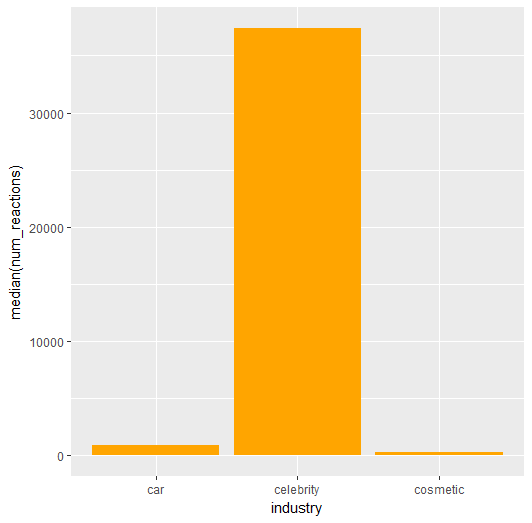 median(num_reactions)
30000
20000
10000
0
car celebrity cosmetic
industry